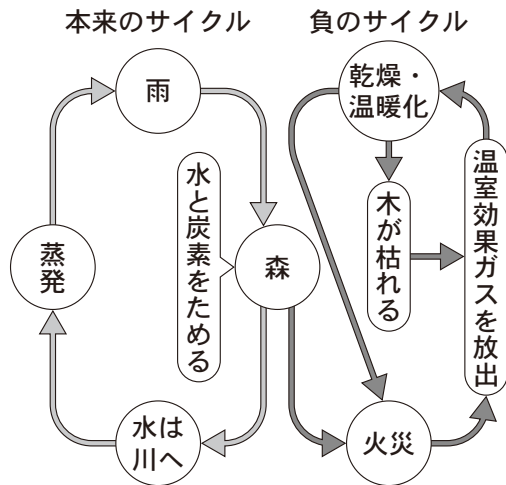 本来のサイクル
雨
水と炭素をためる
森
蒸発
水は
川へ
負のサイクル
乾燥・
温暖化
木が枯れる
温室効果ガスを放出
火災